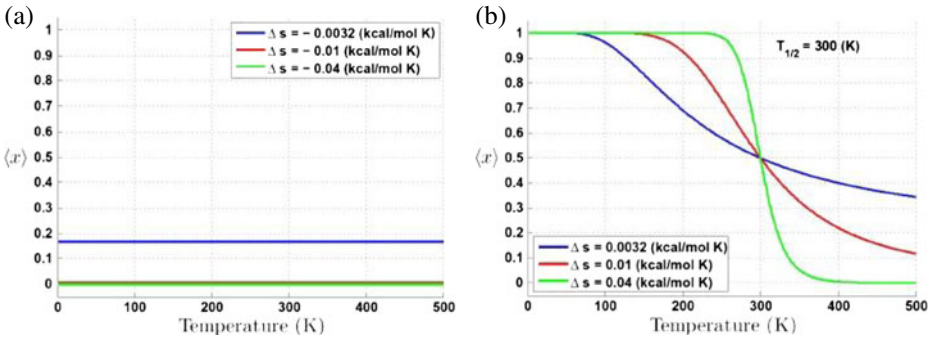 (a)
1
0.9
0.8
0.7
0.6
⟨x⟩ 0.5
0.4
0.3
0.2
0.1
0
Δ s = − 0.0032 (kcal/mol K)
Δ s = − 0.01 (kcal/mol K)
Δ s = − 0.04 (kcal/mol K)
0 100 200 300 400 500
Temperature (K)
(b)
1
0.9
0.8
0.7
0.6
⟨x⟩ 0.5
0.4
0.3
0.2
0.1
0
T1/2 = 300 (K)
Δ s = 0.0032 (kcal/mol K)
Δ s = 0.01 (kcal/mol K)
Δ s = 0.04 (kcal/mol K)
0 100 200 300 400 500
Temperature (K)